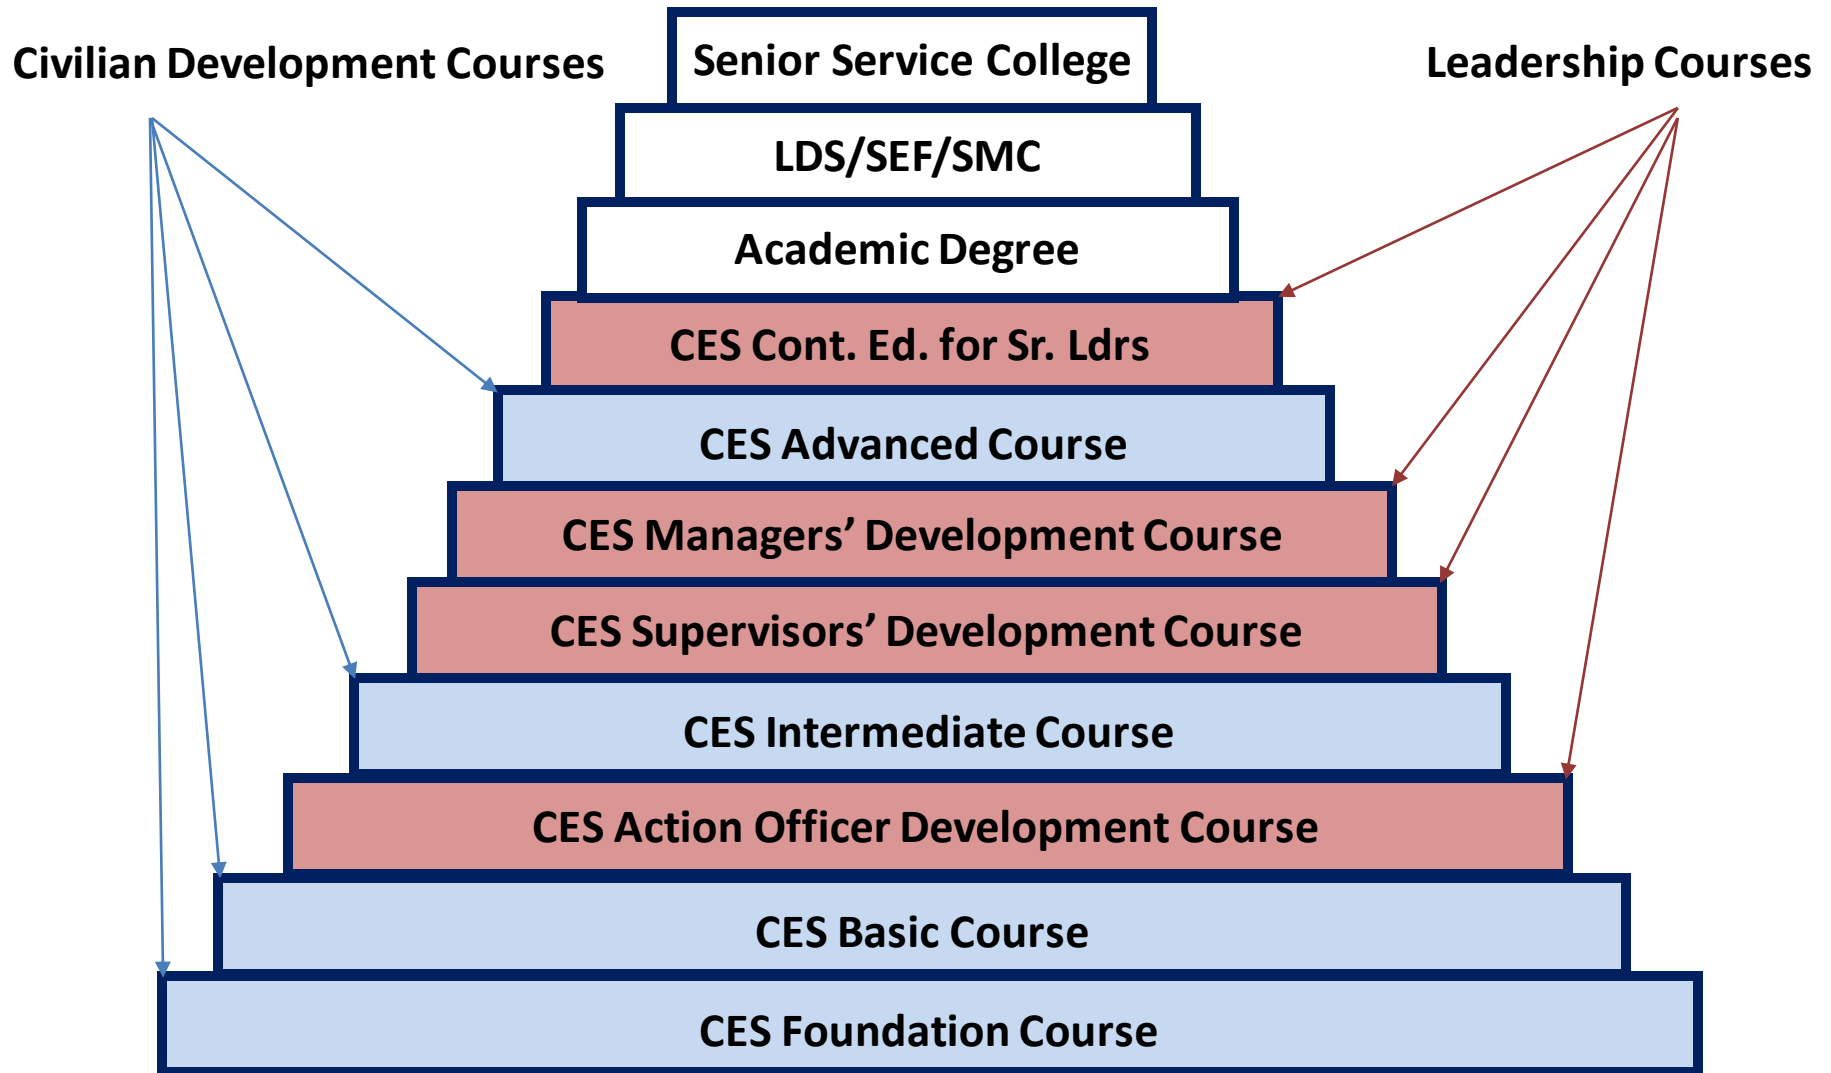 Civilian Development Courses
Leadership Courses
Senior Service College
LDS/SEF/SMC
Academic Degree
CES Cont. Ed. for Sr. Ldrs
CES Advanced Course
CES Managers’ Development Course
CES Supervisors’ Development Course
CES Intermediate Course
CES Action Officer Development Course
CES Basic Course
CES Foundation Course